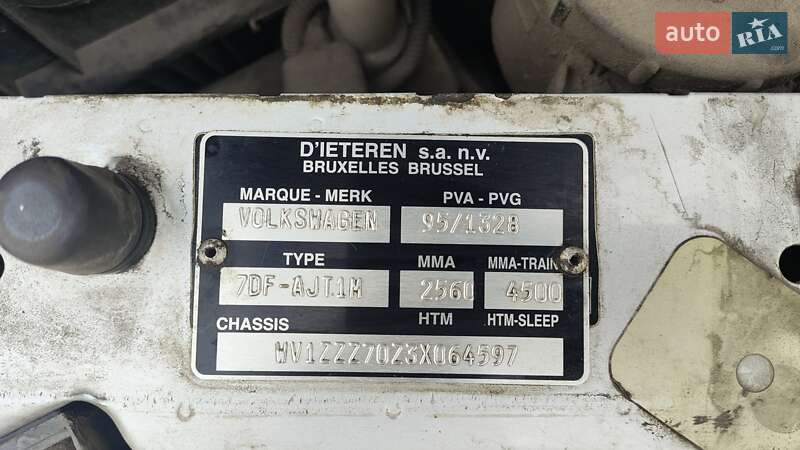 auto RIA
.com
D'IETEREN s.a. n.v.
BRUXELLES BRUSSEL
MARQUE - MERK PVA - PVG
VOLKSWAGEN 95/1328
TYPE MMA MMA-TRAIN
7DF-AJT1M 2560 4500
CHASSIS HTM HTM-SLEEP
WV1ZZZ70Z3X064597